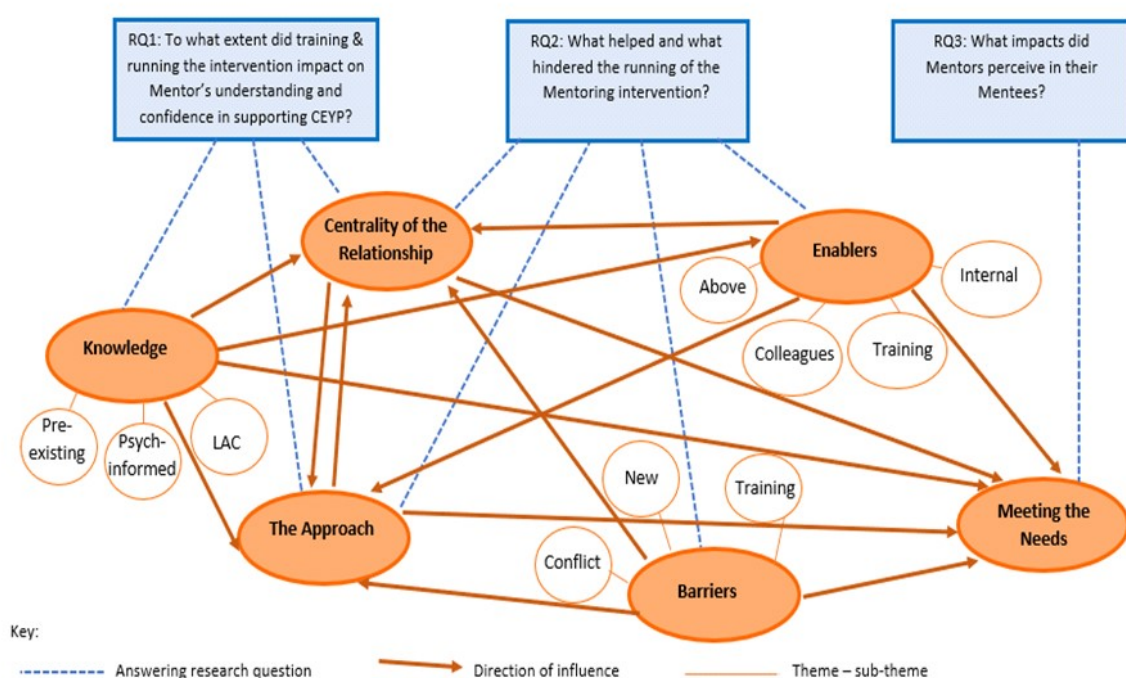 RQ1: To what extent did training &
running the intervention impact on
Mentor's understanding and
confidence in supporting CEYP?
RQ2: What helped and what
hindered the running of the
Mentoring intervention?
RQ3: What impacts did
Mentors perceive in their
Mentees?
Centrality of the
Relationship
Enablers
Above
Internal
Colleagues
Training
Knowledge
Pre-
existing
Psych-
informed
LAC
New
Training
The Approach
Conflict
Barriers
Meeting the
Needs
Key:
Answering research question
Direction of influence
Theme – sub-theme